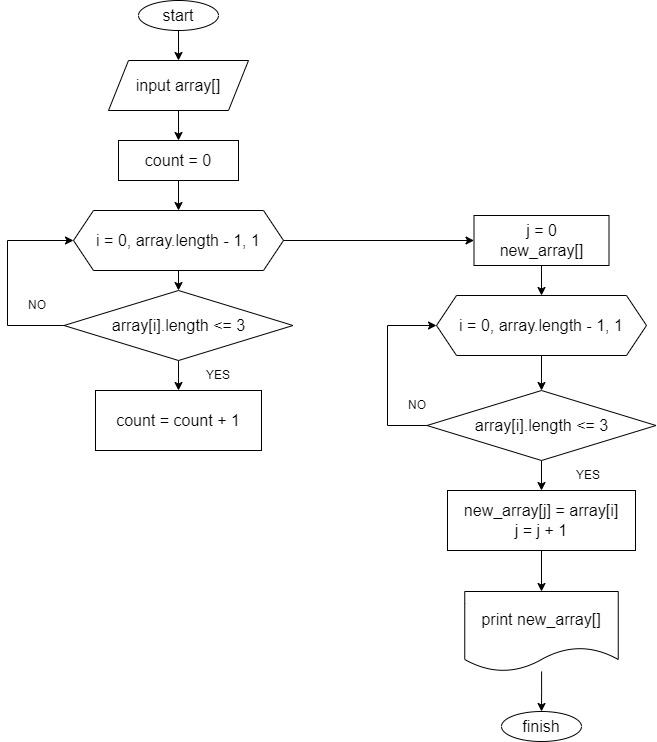 start
input array[]
count = 0
i = 0, array.length - 1, 1
NO
array[i].length <= 3
YES
count = count + 1
j = 0
new_array[]
i = 0, array.length - 1, 1
NO
array[i].length <= 3
YES
new_array[j] = array[i]
j = j + 1
print new_array[]
finish